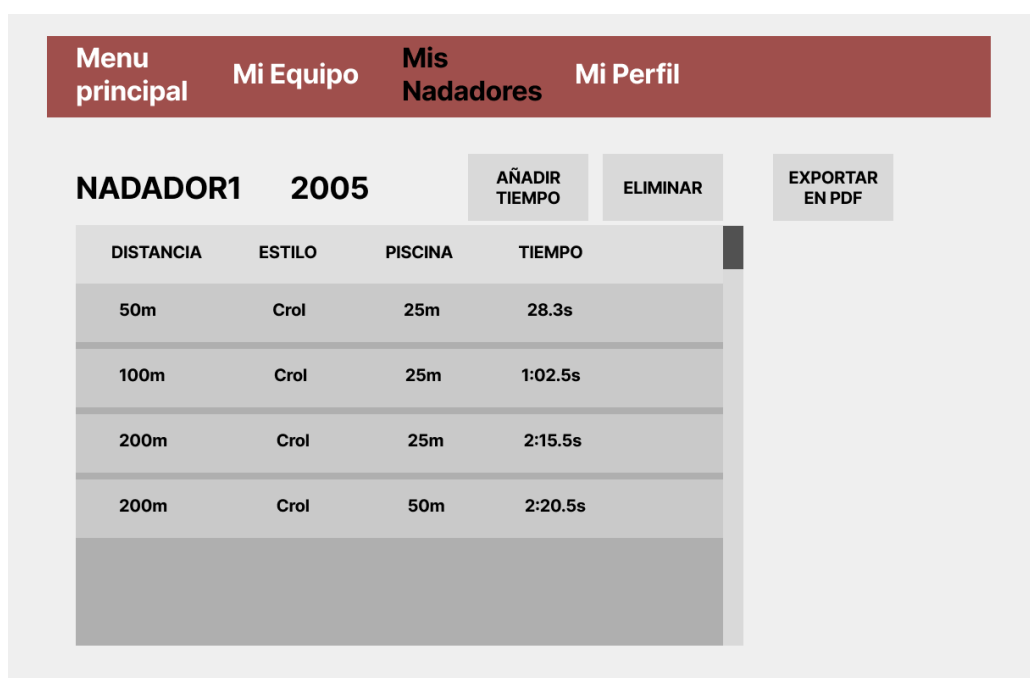 Menu
principal
Mi Equipo
Mis
Nadadores
Mi Perfil
NADADOR1 2005
AÑADIR
TIEMPO
ELIMINAR
EXPORTAR
EN PDF
DISTANCIA ESTILO PISCINA TIEMPO
50m Crol 25m 28.3s
100m Crol 25m 1:02.5s
200m Crol 25m 2:15.5s
200m Crol 50m 2:20.5s